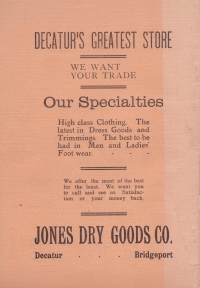 DECATUR'S GREATEST STORE
WE WANT
YOUR TRADE
Our Specialties
High class Clothing. The
latest in Dress Goods and
Trimmings. The best to be
had in Men and Ladies'
Foot wear. - - -
We offer the most of the best
for the least. We want you
to call and see us. Satisfac-
tion or your money back.
JONES DRY GOODS CO.
Decatur . . . Bridgeport